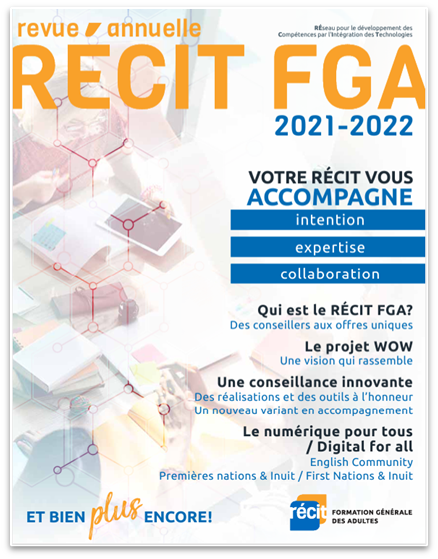 revue annuelle
RÉseau pour le développement des
Compétences par l'Intégration des Technologies
RÉCIT FGA
2021-2022
VOTRE RÉCIT VOUS
ACCOMPAGNE
intention
expertise
collaboration
Qui est le RÉCIT FGA?
Des conseillers aux offres uniques
Le projet WOW
Une vision qui rassemble
Une conseillance innovante
Des réalisations et des outils à l'honneur
Un nouveau variant en accompagnement
Le numérique pour tous
/ Digital for all
English Community
Premières nations & Inuit / First Nations & Inuit
ET BIEN plus ENCORE!
récit
FORMATION GÉNÉRALE
DES ADULTES